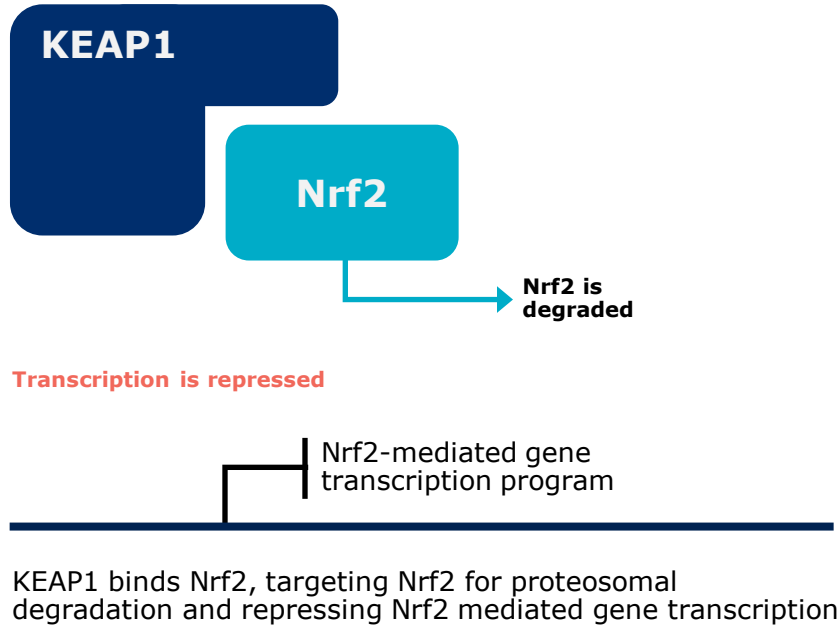 KEAP1
Nrf2
Nrf2 is
degraded
Transcription is repressed
Nrf2-mediated gene
transcription program
KEAP1 binds Nrf2, targeting Nrf2 for proteosomal
degradation and repressing Nrf2 mediated gene transcription